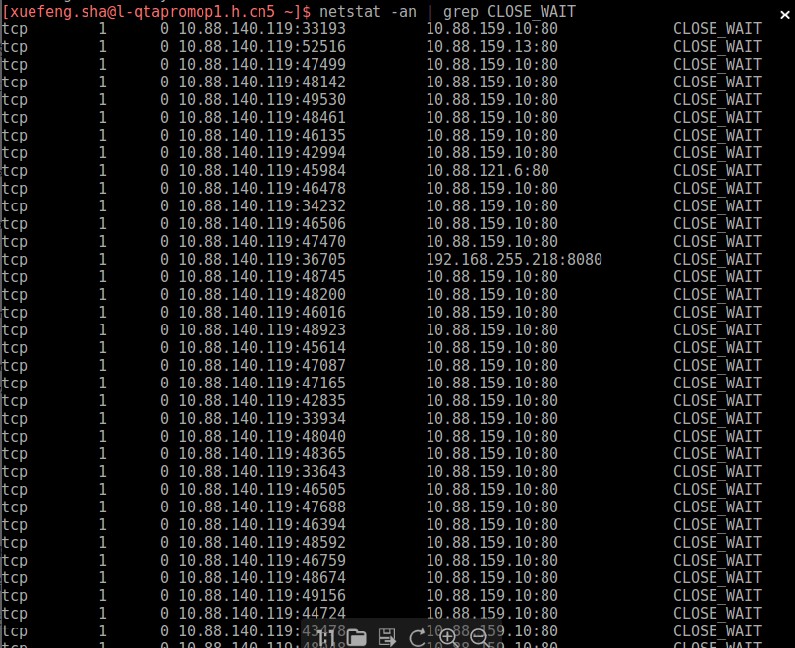 [xuefeng.sha@l-qtapromop1.h.cn5 ~]$ netstat -an | grep CLOSE_WAIT
tcp 1 0 10.88.140.119:33193 10.88.159.10:80 CLOSE_WAIT
tcp 1 0 10.88.140.119:52516 10.88.159.13:80 CLOSE_WAIT
tcp 1 0 10.88.140.119:47499 10.88.159.10:80 CLOSE_WAIT
tcp 1 0 10.88.140.119:48142 10.88.159.10:80 CLOSE_WAIT
tcp 1 0 10.88.140.119:49530 10.88.159.10:80 CLOSE_WAIT
tcp 1 0 10.88.140.119:48461 10.88.159.10:80 CLOSE_WAIT
tcp 1 0 10.88.140.119:46135 10.88.159.10:80 CLOSE_WAIT
tcp 1 0 10.88.140.119:42994 10.88.159.10:80 CLOSE_WAIT
tcp 1 0 10.88.140.119:45984 10.88.121.6:80 CLOSE_WAIT
tcp 1 0 10.88.140.119:46478 10.88.159.10:80 CLOSE_WAIT
tcp 1 0 10.88.140.119:34232 10.88.159.10:80 CLOSE_WAIT
tcp 1 0 10.88.140.119:46506 10.88.159.10:80 CLOSE_WAIT
tcp 1 0 10.88.140.119:47470 10.88.159.10:80 CLOSE_WAIT
tcp 1 0 10.88.140.119:36705 192.168.255.218:8080 CLOSE_WAIT
tcp 1 0 10.88.140.119:48745 10.88.159.10:80 CLOSE_WAIT
tcp 1 0 10.88.140.119:48200 10.88.159.10:80 CLOSE_WAIT
tcp 1 0 10.88.140.119:46016 10.88.159.10:80 CLOSE_WAIT
tcp 1 0 10.88.140.119:48923 10.88.159.10:80 CLOSE_WAIT
tcp 1 0 10.88.140.119:45614 10.88.159.10:80 CLOSE_WAIT
tcp 1 0 10.88.140.119:47087 10.88.159.10:80 CLOSE_WAIT
tcp 1 0 10.88.140.119:47165 10.88.159.10:80 CLOSE_WAIT
tcp 1 0 10.88.140.119:42835 10.88.159.10:80 CLOSE_WAIT
tcp 1 0 10.88.140.119:33934 10.88.159.10:80 CLOSE_WAIT
tcp 1 0 10.88.140.119:48040 10.88.159.10:80 CLOSE_WAIT
tcp 1 0 10.88.140.119:48365 10.88.159.10:80 CLOSE_WAIT
tcp 1 0 10.88.140.119:33643 10.88.159.10:80 CLOSE_WAIT
tcp 1 0 10.88.140.119:46505 10.88.159.10:80 CLOSE_WAIT
tcp 1 0 10.88.140.119:47688 10.88.159.10:80 CLOSE_WAIT
tcp 1 0 10.88.140.119:46394 10.88.159.10:80 CLOSE_WAIT
tcp 1 0 10.88.140.119:48592 10.88.159.10:80 CLOSE_WAIT
tcp 1 0 10.88.140.119:46759 10.88.159.10:80 CLOSE_WAIT
tcp 1 0 10.88.140.119:48674 10.88.159.10:80 CLOSE_WAIT
tcp 1 0 10.88.140.119:49156 10.88.159.10:80 CLOSE_WAIT
tcp 1 0 10.88.140.119:44724 10.88.159.10:80 CLOSE_WAIT
tcp 1 0 10.88.159.10:80 CLOSE_WAIT
1:1